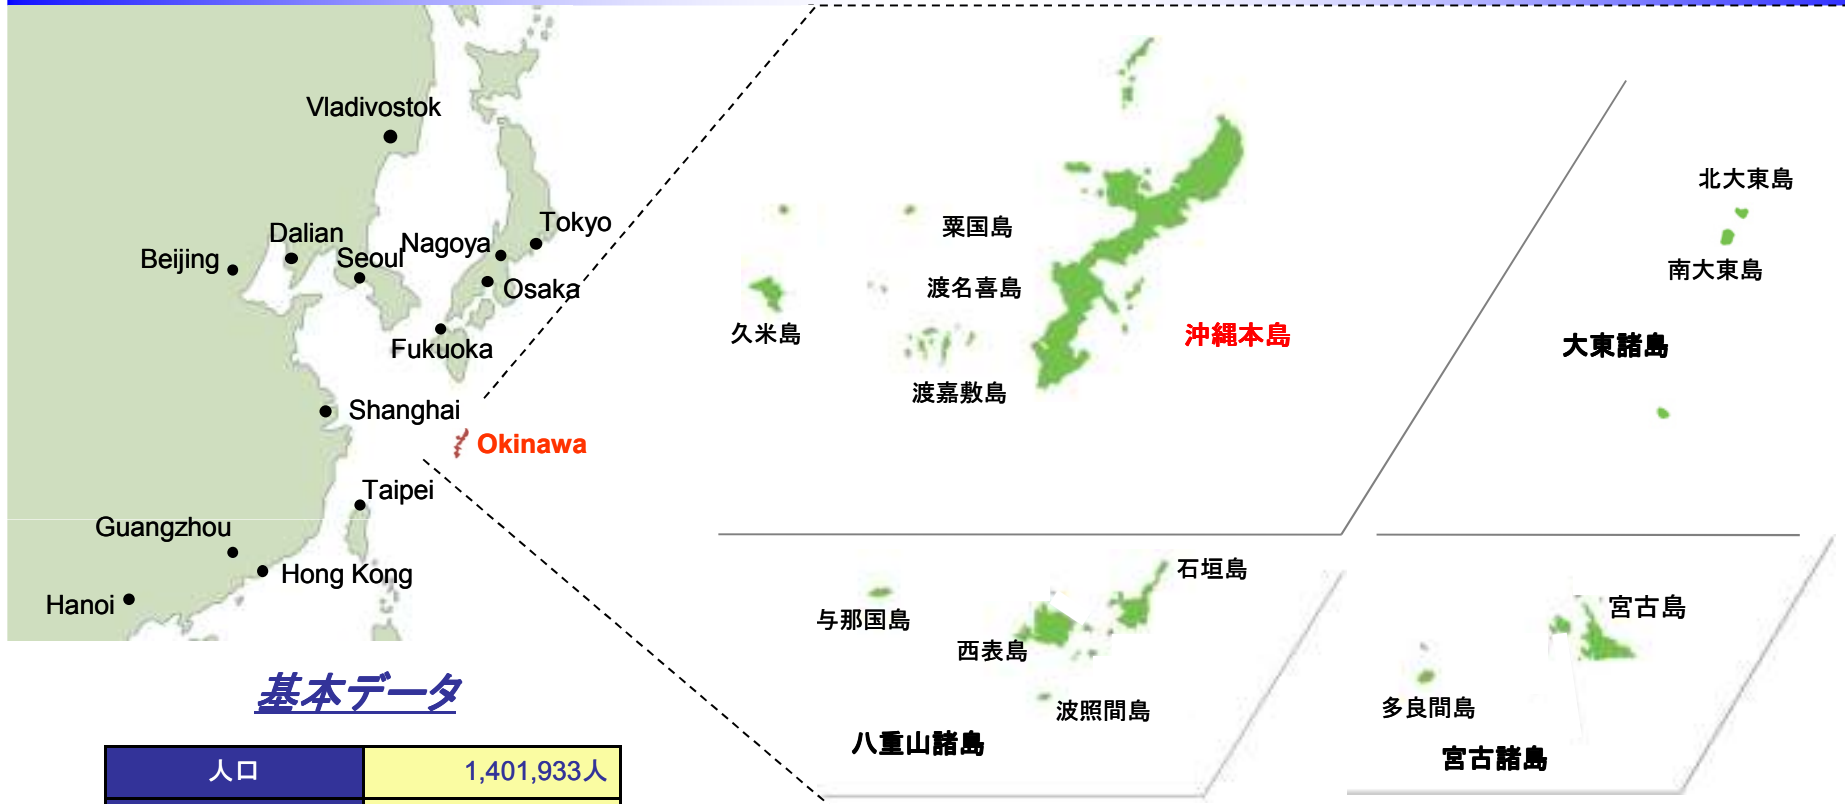 Vladivostok
Tokyo
Dalian
Nagoya
Beijing
Seoul
Osaka
Fukuoka
Shanghai
Okinawa
Taipei
Guangzhou
Hong Kong
Hanoi
北大東島
粟国島
南大東島
渡名喜島
久米島
沖縄本島
大東諸島
渡嘉敷島
石垣島
与那国島
宮古島
西表島
波照間島
多良間島
八重山諸島
宮古諸島
基本データ
人口 1,401,933人